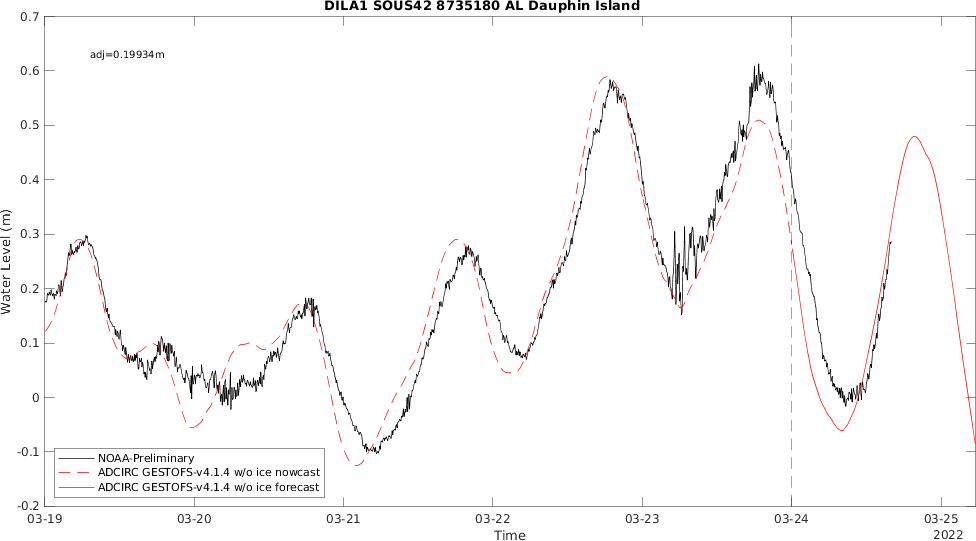 DILA1 SOUS42 8735180 AL Dauphin Island
adj=0.19934m
Water Level (m)
0.7
0.6
0.5
0.4
0.3
0.2
0.1
0
-0.1
-0.2
NOAA-Preliminary
ADCIRC GESTOFS-v4.1.4 w/o ice nowcast
ADCIRC GESTOFS-v4.1.4 w/o ice forecast
03-19 03-20 03-21 03-22 03-23 03-24 03-25
Time
2022